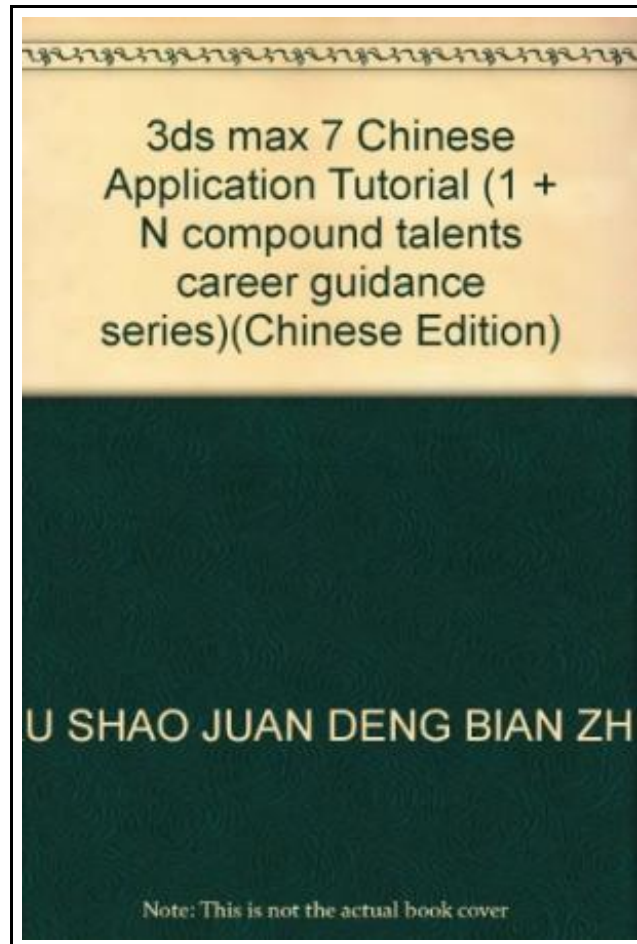 3ds max 7 Chinese
Application Tutorial (1 +
N compound talents
career guidance
series)(Chinese Edition)
U SHAO JUAN DENG BIAN ZH
Note: This is not the actual book cover